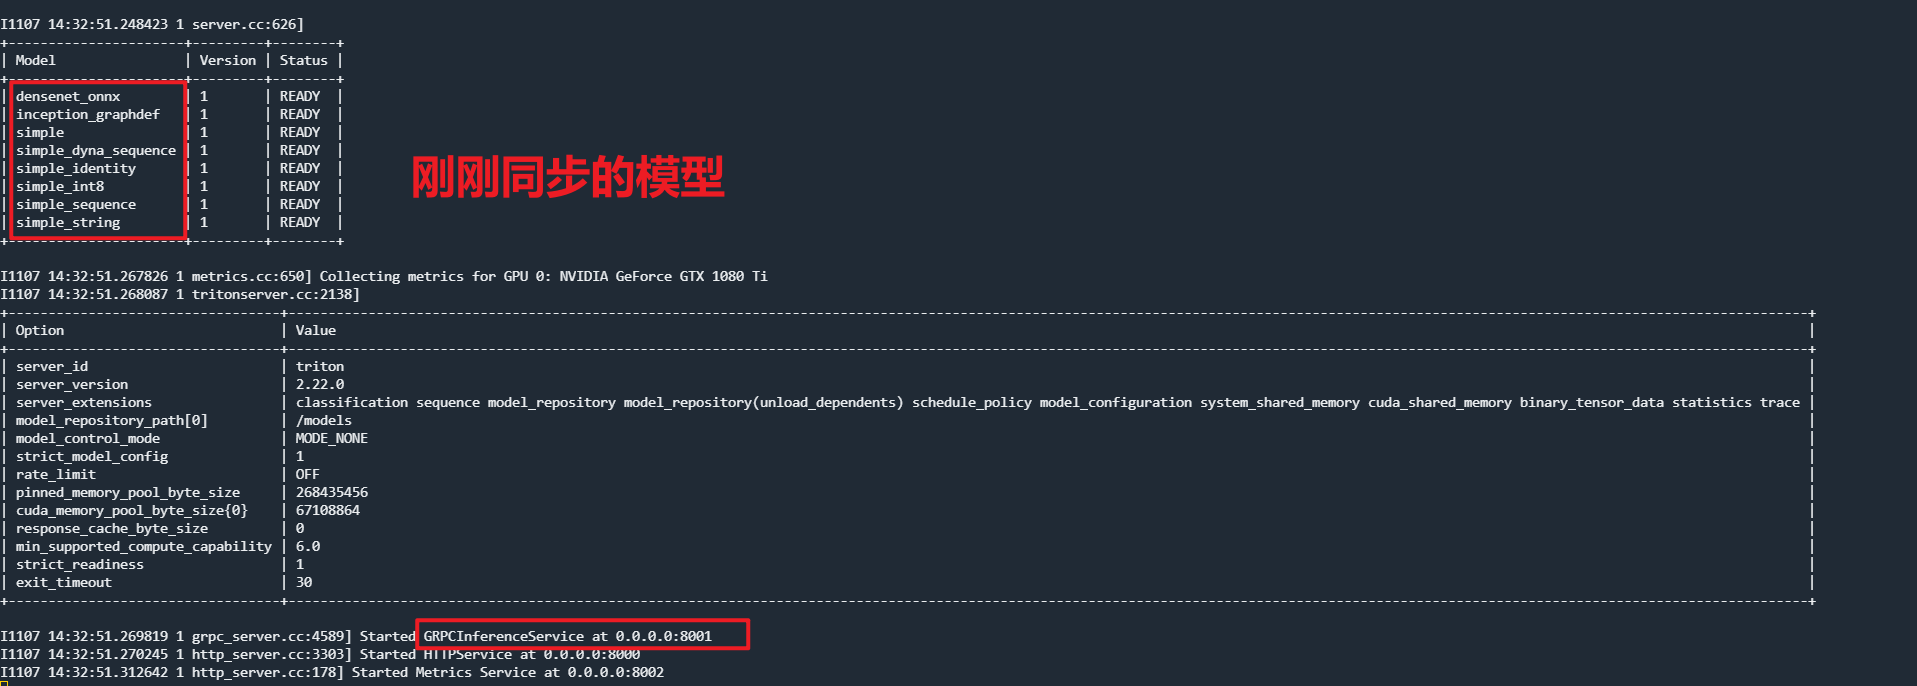 I1107 14:32:51.248423 1 server.cc:626]
+----------------------+---------+--------+
| Model                | Version | Status |
+----------------------+---------+--------+
| densenet_onnx        | 1       | READY  |
| inception_graphdef   | 1       | READY  |
| simple               | 1       | READY  |
| simple_dyna_sequence | 1       | READY  |
| simple_identity      | 1       | READY  |
| simple_int8          | 1       | READY  |
| simple_sequence      | 1       | READY  |
| simple_string        | 1       | READY  |
+----------------------+---------+--------+
刚刚同步的模型
I1107 14:32:51.267826 1 metrics.cc:650] Collecting metrics for GPU 0: NVIDIA GeForce GTX 1080 Ti
I1107 14:32:51.268087 1 tritonserver.cc:2138]
| Option | Value |
| server_id | triton |
| server_version | 2.22.0 |
| server_extensions | classification sequence model_repository model_repository(unload_dependents) schedule_policy model_configuration system_shared_memory cuda_shared_memory binary_tensor_data statistics trace |
| model_repository_path[0] | /models |
| model_control_mode | MODE_NONE |
| strict_model_config | 1 |
| rate_limit | OFF |
| pinned_memory_pool_byte_size | 268435456 |
| cuda_memory_pool_byte_size{0} | 67108864 |
| response_cache_byte_size | 0 |
| min_supported_compute_capability | 6.0 |
| strict_readiness | 1 |
| exit_timeout | 30 |
I1107 14:32:51.269819 1 grpc_server.cc:4589] Started GRPCInferenceService at 0.0.0.0:8001
I1107 14:32:51.270245 1 http_server.cc:3303] Started HTTPService at 0.0.0.0:8000
I1107 14:32:51.312642 1 http_server.cc:178] Started Metrics Service at 0.0.0.0:8002